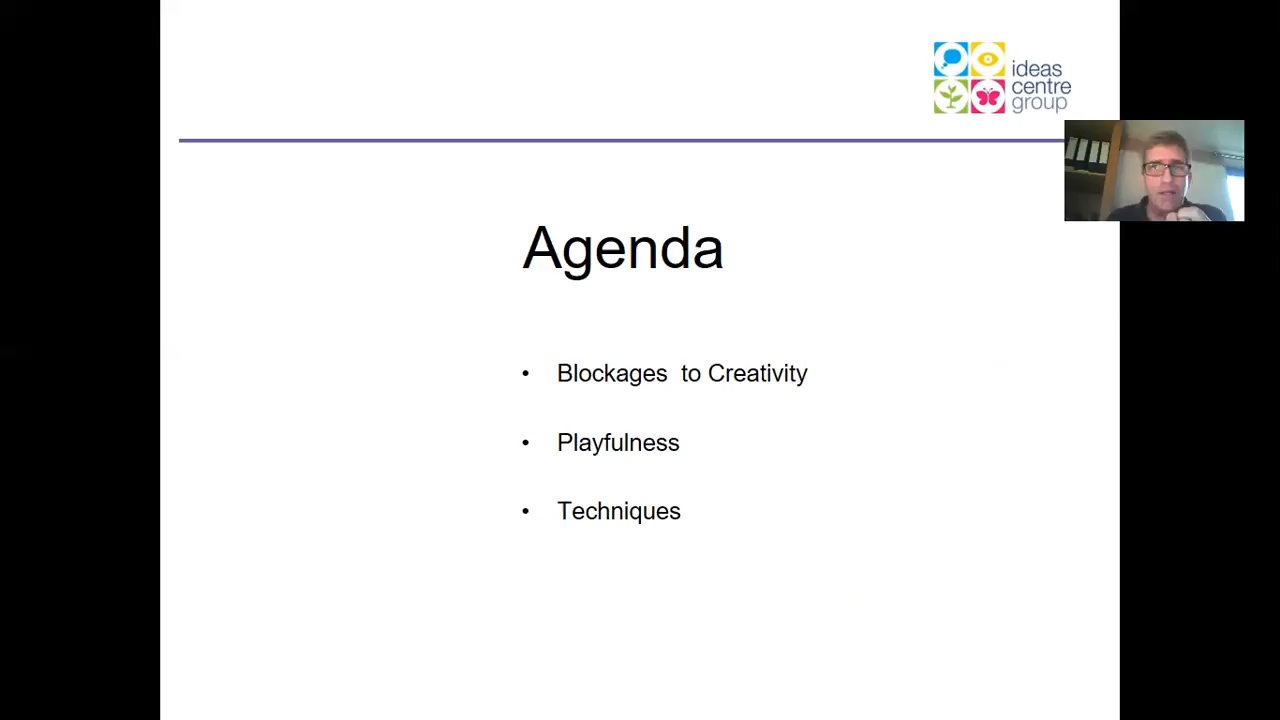 ideas
centre
group
Agenda
• Blockages  to Creativity
• Playfulness
• Techniques